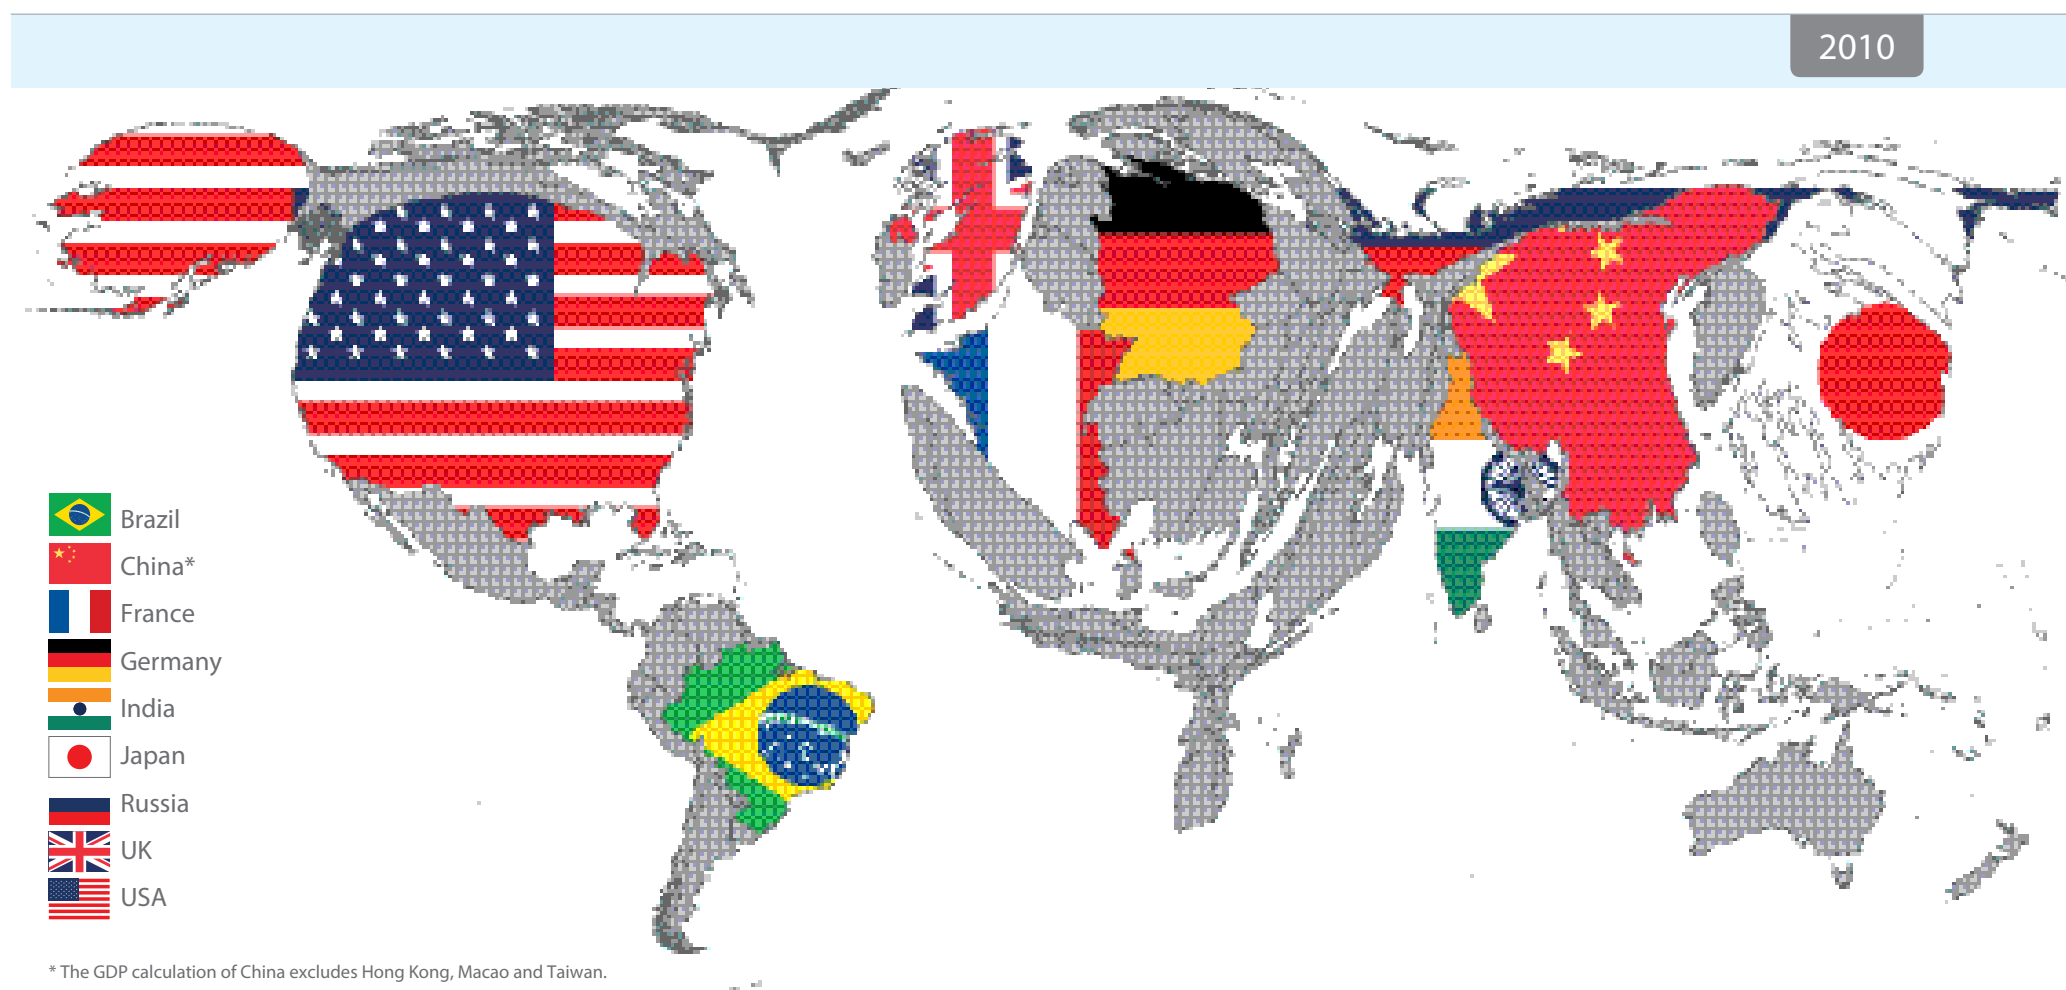 2010
Brazil
China*
France
Germany
India
Japan
Russia
UK
USA
* The GDP calculation of China excludes Hong Kong, Macao and Taiwan.